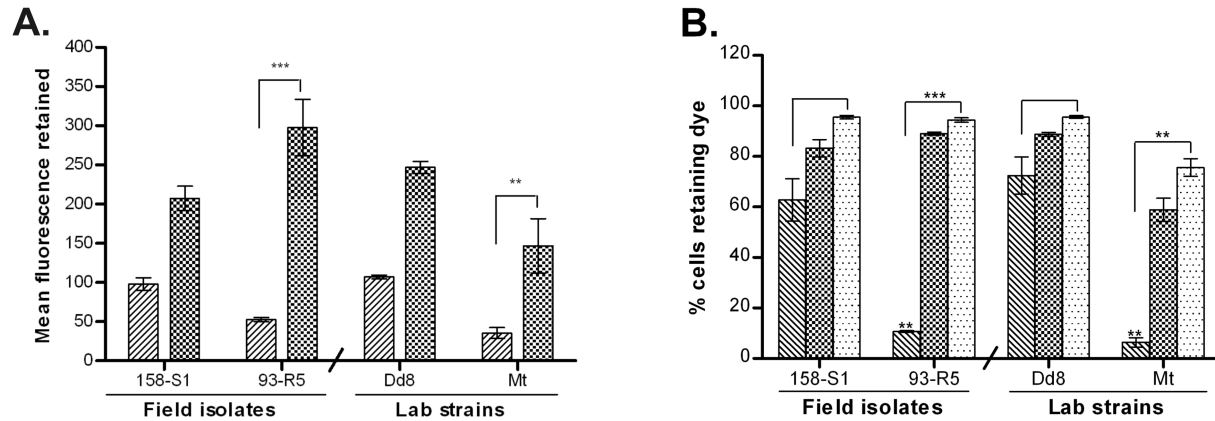 A.
Mean fluorescence retained
400
350
300
250
200
150
100
50
0
***
**
158-S1
93-R5
Dd8
Mt
Field isolates
Lab strains
B.
% cells retaining dye
120
100
80
60
40
20
0
***
**
**
**
158-S1
93-R5
Dd8
Mt
Field isolates
Lab strains